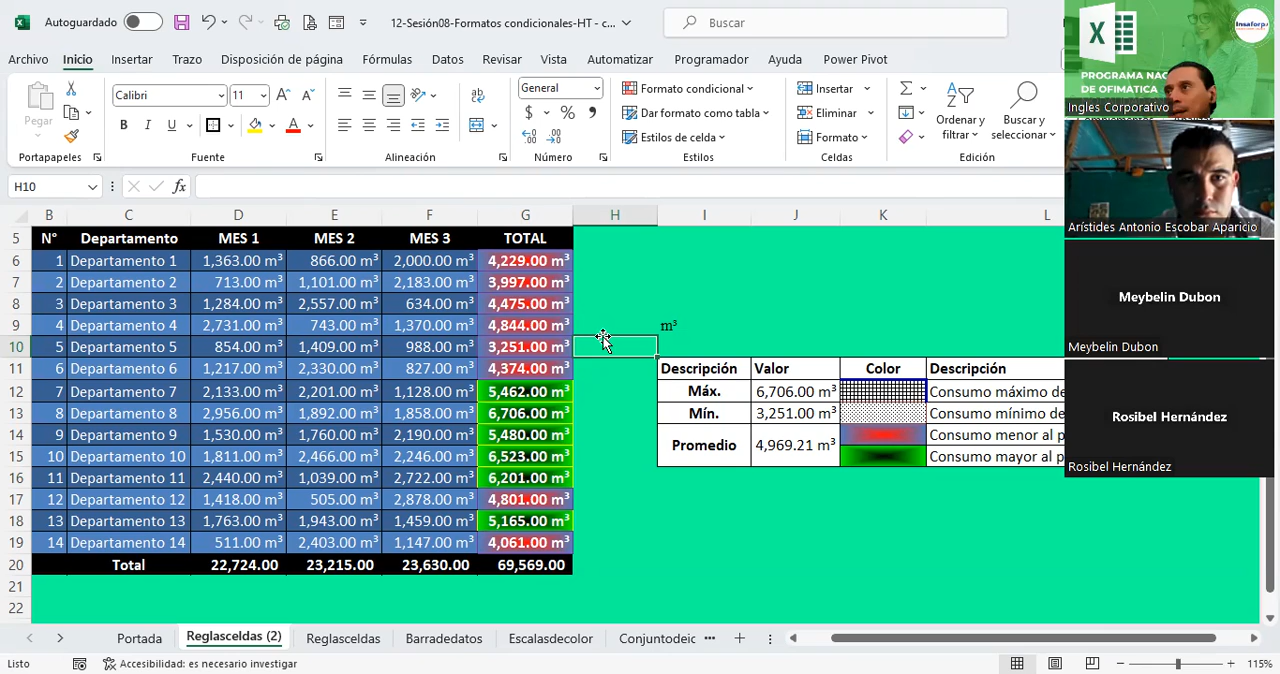 Autoguardado
12-Sesión08-Formatos condicionales-HT - c...
Buscar
Archivo Inicio Insertar Trazo Disposición de página Fórmulas Datos Revisar Vista Automatizar Programador Ayuda Power Pivot
Pegar
Portapapeles
Calibri 11
N K S
Fuente
Alineación
General
$ % 000
Número
Formato condicional
Dar formato como tabla
Estilos de celda
Estilos
Insertar
Eliminar
Formato
Celdas
Ordenar y filtrar
Buscar y seleccionar
Edición
H10
fx
B C D E F G H I J K L
5 N° Departamento MES 1 MES 2 MES 3 TOTAL
6 1 Departamento 1 1,363.00 m³ 866.00 m³ 2,000.00 m³ 4,229.00 m³
7 2 Departamento 2 713.00 m³ 1,101.00 m³ 2,183.00 m³ 3,997.00 m³
8 3 Departamento 3 1,284.00 m³ 2,557.00 m³ 634.00 m³ 4,475.00 m³
9 4 Departamento 4 2,731.00 m³ 743.00 m³ 1,370.00 m³ 4,844.00 m³ m³
10 5 Departamento 5 854.00 m³ 1,409.00 m³ 988.00 m³ 3,251.00 m³
11 6 Departamento 6 1,217.00 m³ 2,330.00 m³ 827.00 m³ 4,374.00 m³ Descripción Valor Color Descripción
12 7 Departamento 7 2,133.00 m³ 2,201.00 m³ 1,128.00 m³ 5,462.00 m³ Máx. 6,706.00 m³ Consumo máximo de
13 8 Departamento 8 2,956.00 m³ 1,892.00 m³ 1,858.00 m³ 6,706.00 m³ Mín. 3,251.00 m³ Consumo mínimo de
14 9 Departamento 9 1,530.00 m³ 1,760.00 m³ 2,190.00 m³ 5,480.00 m³ Consumo menor al p
Promedio 4,969.21 m³
15 10 Departamento 10 1,811.00 m³ 2,466.00 m³ 2,246.00 m³ 6,523.00 m³ Consumo mayor al p
16 11 Departamento 11 2,440.00 m³ 1,039.00 m³ 2,722.00 m³ 6,201.00 m³
17 12 Departamento 12 1,418.00 m³ 505.00 m³ 2,878.00 m³ 4,801.00 m³
18 13 Departamento 13 1,763.00 m³ 1,943.00 m³ 1,459.00 m³ 5,165.00 m³
19 14 Departamento 14 511.00 m³ 2,403.00 m³ 1,147.00 m³ 4,061.00 m³
20 Total 22,724.00 23,215.00 23,630.00 69,569.00
21
22
Portada Reglasceldas (2) Reglasceldas Barradedatos Escalasdecolor Conjuntodeic ...
Listo Accesibilidad: es necesario investigar 115%
Insaforp
PROGRAMA NAC
DE OFIMÁTICA
Ingles Corporativo
Arístides Antonio Escobar Aparicio
Meybelin Dubon
Meybelin Dubon
Rosibel Hernández
Rosibel Hernández